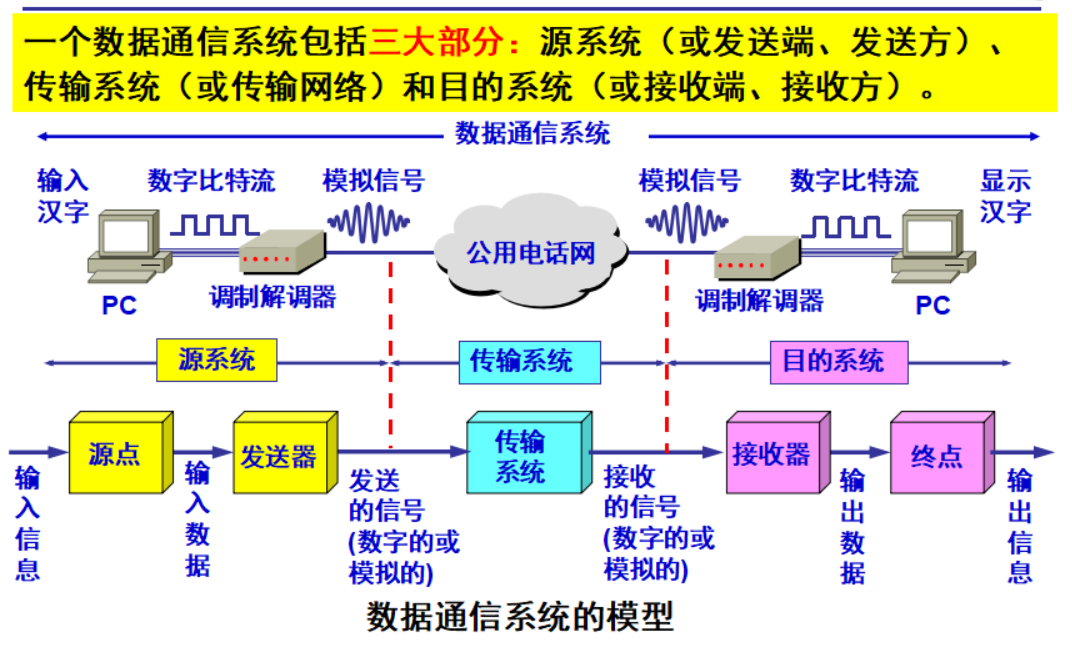 一个数据通信系统包括三大部分：源系统（或发送端、发送方）、
传输系统（或传输网络）和目的系统（或接收端、接收方）。
数据通信系统
输入
汉字
数字比特流
模拟信号
模拟信号
数字比特流
显示
汉字
公用电话网
PC
调制解调器
调制解调器
PC
源系统
传输系统
目的系统
源点
发送器
传输
系统
接收器
终点
输入信息
输入数据
发送
的信号
(数字的或
模拟的)
接收
的信号
(数字的或
模拟的)
输出数据
输出信息
数据通信系统的模型